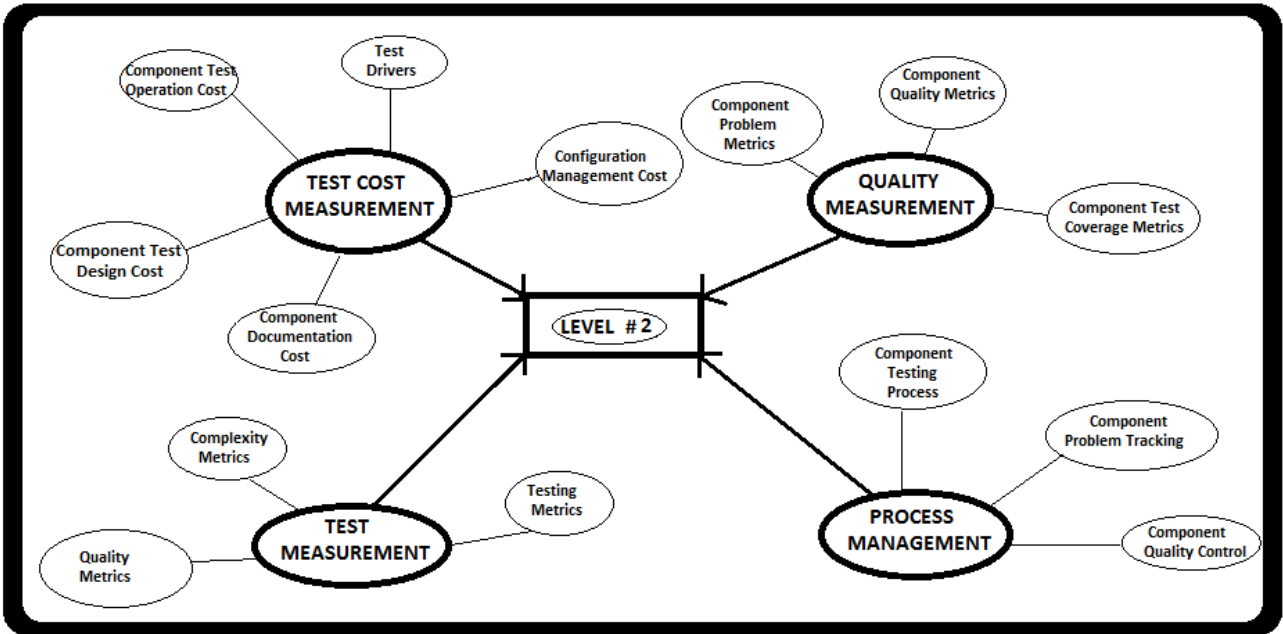 Component Test
Operation Cost
Test
Drivers
Configuration
Management Cost
TEST COST
MEASUREMENT
Component Test
Design Cost
Component
Documentation
Cost
Component
Quality Metrics
Component
Problem
Metrics
QUALITY
MEASUREMENT
Component Test
Coverage Metrics
LEVEL # 2
Complexity
Metrics
Testing
Metrics
TEST
MEASUREMENT
Quality
Metrics
Component
Testing
Process
Component
Problem Tracking
PROCESS
MANAGEMENT
Component
Quality Control